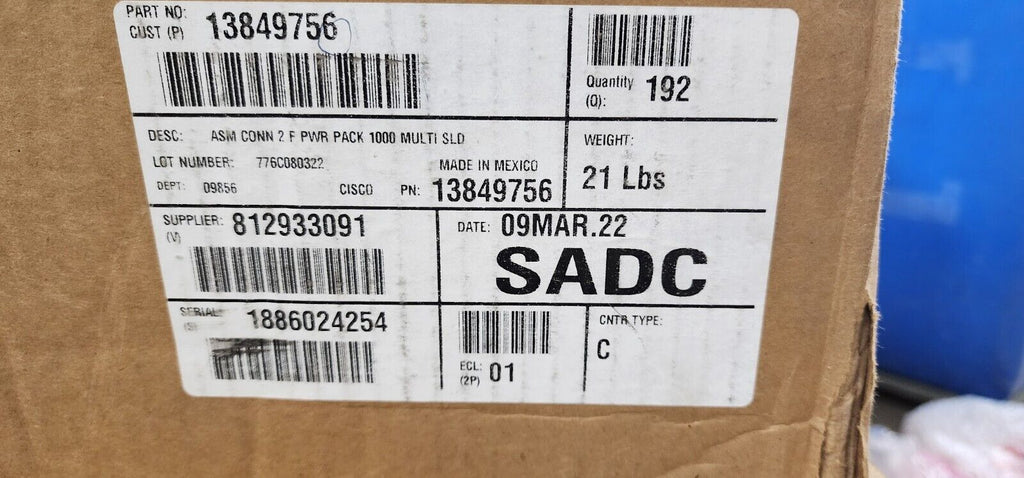 PART NO: 13849756
CUST (P)
Quantity 192
(Q):
DESC: ASM CONN 2 F PWR PACK 1000 MULTI SLD
WEIGHT:
21 Lbs
LOT NUMBER: 776C080322 MADE IN MEXICO
DEPT: 09856 CISCO PN: 13849756
SUPPLIER: 812933091
(V)
DATE: 09MAR.22
SADC
SERIAL: 1886024254
(S)
ECL: 01
(2P)
CNTR TYPE:
C